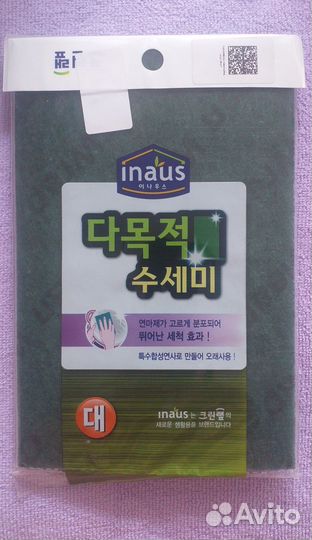 inaus
이나우스
다목적
수세미
연마제가 고르게 분포되어
뛰어난 세척 효과 !
특수합성연사로 만들어 오래사용 !
대
inaus는 그린랩의
새로운 생활용품 브랜드입니다
Avito